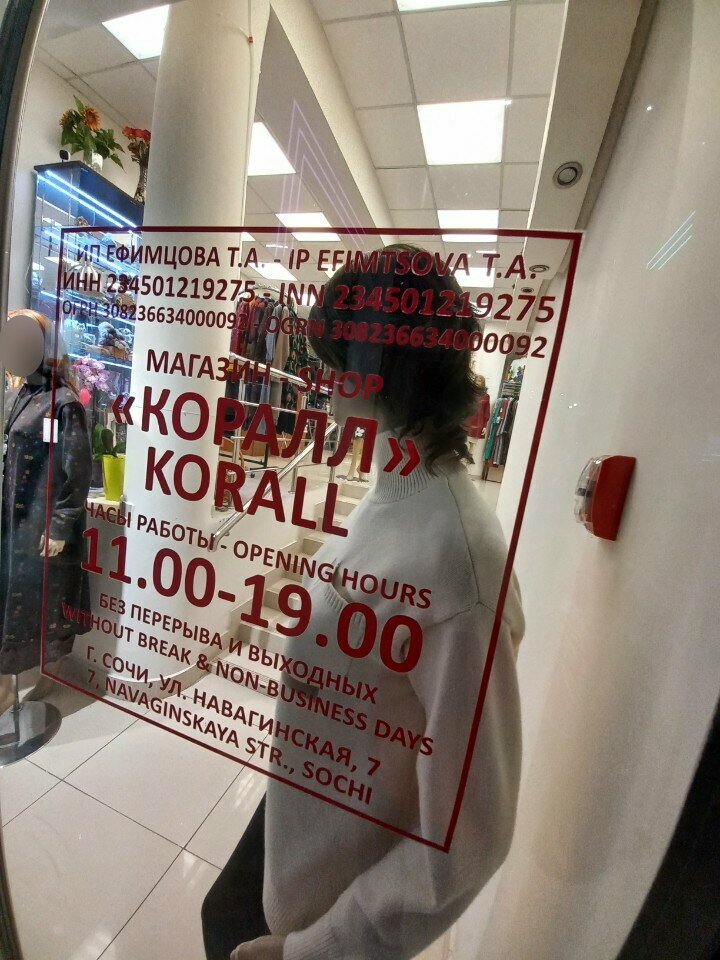 ИП ЕФИМЦОВА Т.А. - IP EFIMTSOVA T.A.
ИНН 234501219275 - INN 234501219275
ОГРН 308236634000092 - OGRN 308236634000092
МАГАЗИН - SHOP
«КОРАЛЛ»
KORALL
ЧАСЫ РАБОТЫ - OPENING HOURS
11.00-19.00
БЕЗ ПЕРЕРЫВА И ВЫХОДНЫХ
WITHOUT BREAK & NON-BUSINESS DAYS
Г. СОЧИ, УЛ. НАВАГИНСКАЯ, 7
7, NAVAGINSKAYA STR., SOCHI